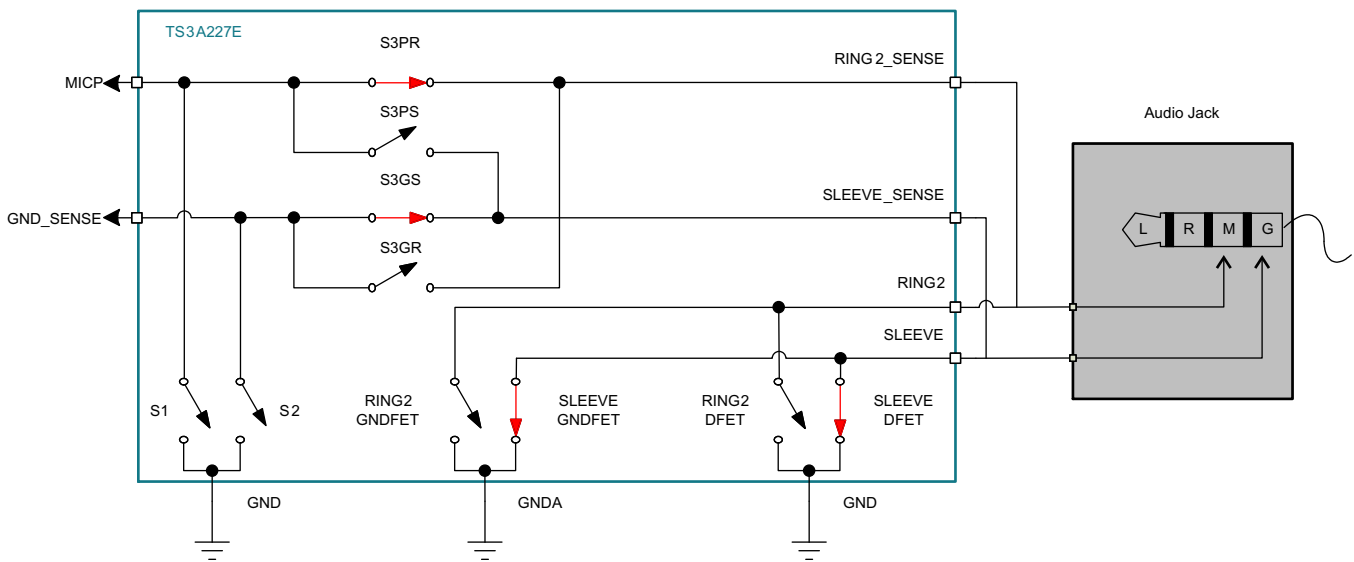 TS3A227E
S3PR
RING2_SENSE
MICP
Audio Jack
S3PS
S3GS
SLEEVE_SENSE
GND_SENSE
L R M G
S3GR
RING2
SLEEVE
S1
S2
RING2
GNDFET
SLEEVE
GNDFET
RING2
DFET
SLEEVE
DFET
GND
GNDA
GND